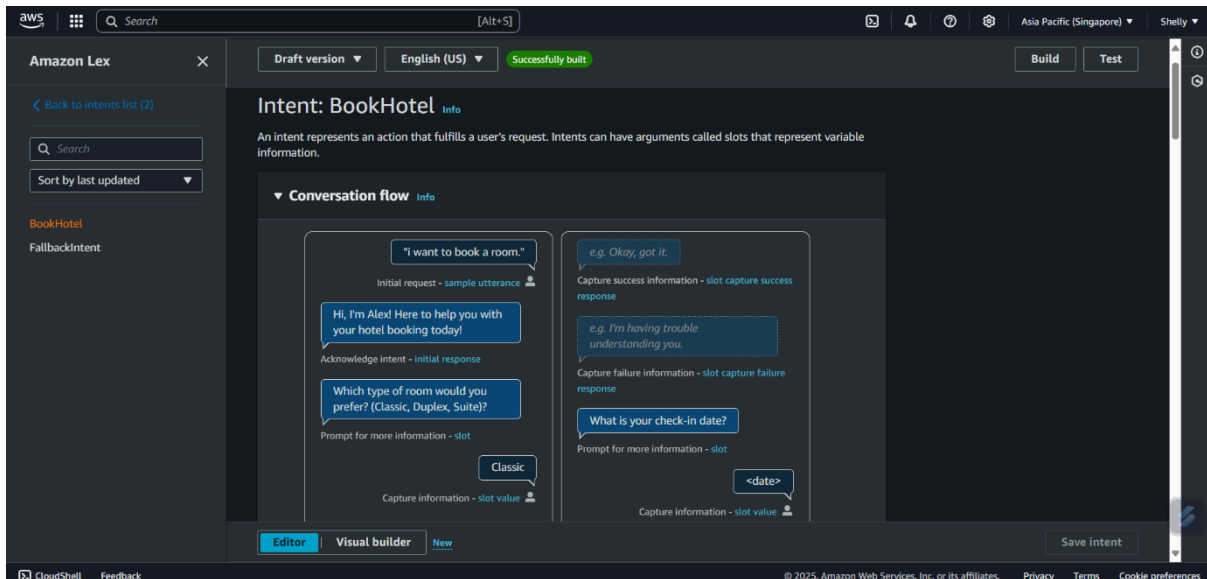 aws
Search
[Alt+S]
Asia Pacific (Singapore) ▼
Shelly ▼
Amazon Lex
Back to intents list (2)
Search
Sort by last updated ▼
BookHotel
FallbackIntent
Draft version ▼
English (US) ▼
Successfully built
Build
Test
Intent: BookHotel Info
An intent represents an action that fulfills a user's request. Intents can have arguments called slots that represent variable
information.
▼ Conversation flow Info
"i want to book a room."
Initial request - sample utterance
Hi, I'm Alex! Here to help you with
your hotel booking today!
Acknowledge intent - initial response
Which type of room would you
prefer? (Classic, Duplex, Suite)?
Prompt for more information - slot
Classic
Capture information - slot value
e.g. Okay, got it.
Capture success information - slot capture success
response
e.g. I'm having trouble
understanding you.
Capture failure information - slot capture failure
response
What is your check-in date?
Prompt for more information - slot
<date>
Capture information - slot value
Editor
Visual builder
New
Save intent
CloudShell
Feedback
© 2025, Amazon Web Services, Inc. or its affiliates.
Privacy
Terms
Cookie preferences